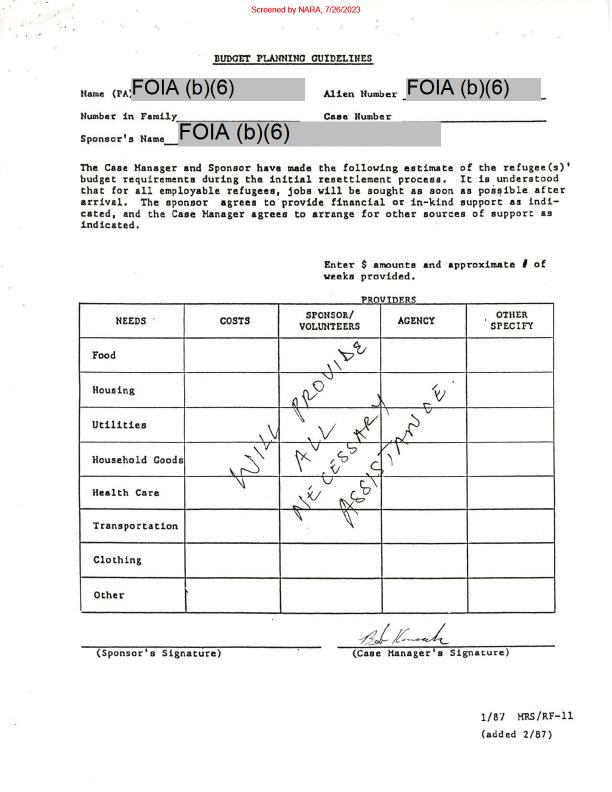 Screened by NARA, 7/26/2023
BUDGET PLANNING GUIDELINES
Name (PA) FOIA (b)(6) Alien Number FOIA (b)(6)
Number in Family Case Number
Sponsor's Name FOIA (b)(6)
The Case Manager and Sponsor have made the following estimate of the refugee(s)'
budget requirements during the initial resettlement process. It is understood
that for all employable refugees, jobs will be sought as soon as possible after
arrival. The sponsor agrees to provide financial or in-kind support as indi-
cated, and the Case Manager agrees to arrange for other sources of support as
indicated.
Enter $ amounts and approximate # of
weeks provided.
PROVIDERS
NEEDS COSTS SPONSOR/ VOLUNTEERS AGENCY OTHER SPECIFY
Food
Housing
Utilities
Household Goods
Health Care
Transportation
Clothing
Other
WILL PROVIDE
ALL
NECESSARY
ASSISTANCE.
Bob
(Sponsor's Signature) (Case Manager's Signature)
1/87 MRS/RF-11
(added 2/87)